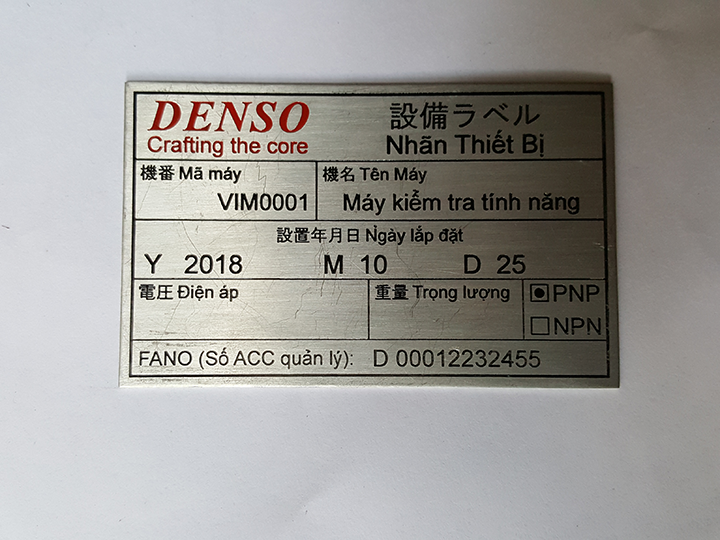 DENSO
Crafting the core
設備ラベル
Nhãn Thiết Bị
機番 Mã máy
VIM0001
機名 Tên Máy
Máy kiểm tra tính năng
設置年月日 Ngày lắp đặt
Y 2018 M 10 D 25
電圧 Điện áp
重量 Trọng lượng
PNP
NPN
FANO (Số ACC quản lý): D 00012232455